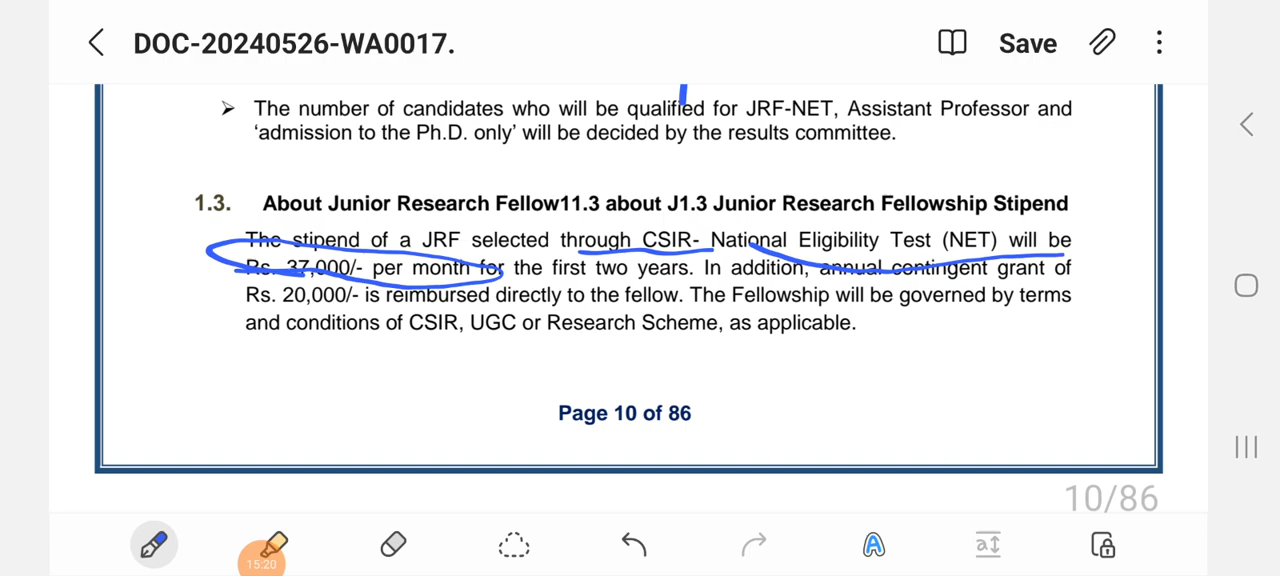 DOC-20240526-WA0017.
Save
➢ The number of candidates who will be qualified for JRF-NET, Assistant Professor and
‘admission to the Ph.D. only’ will be decided by the results committee.
1.3. About Junior Research Fellow11.3 about J1.3 Junior Research Fellowship Stipend
The stipend of a JRF selected through CSIR- National Eligibility Test (NET) will be
Rs. 37,000/- per month for the first two years. In addition, annual contingent grant of
Rs. 20,000/- is reimbursed directly to the fellow. The Fellowship will be governed by terms
and conditions of CSIR, UGC or Research Scheme, as applicable.
Page 10 of 86
10/86
15:20
A
a